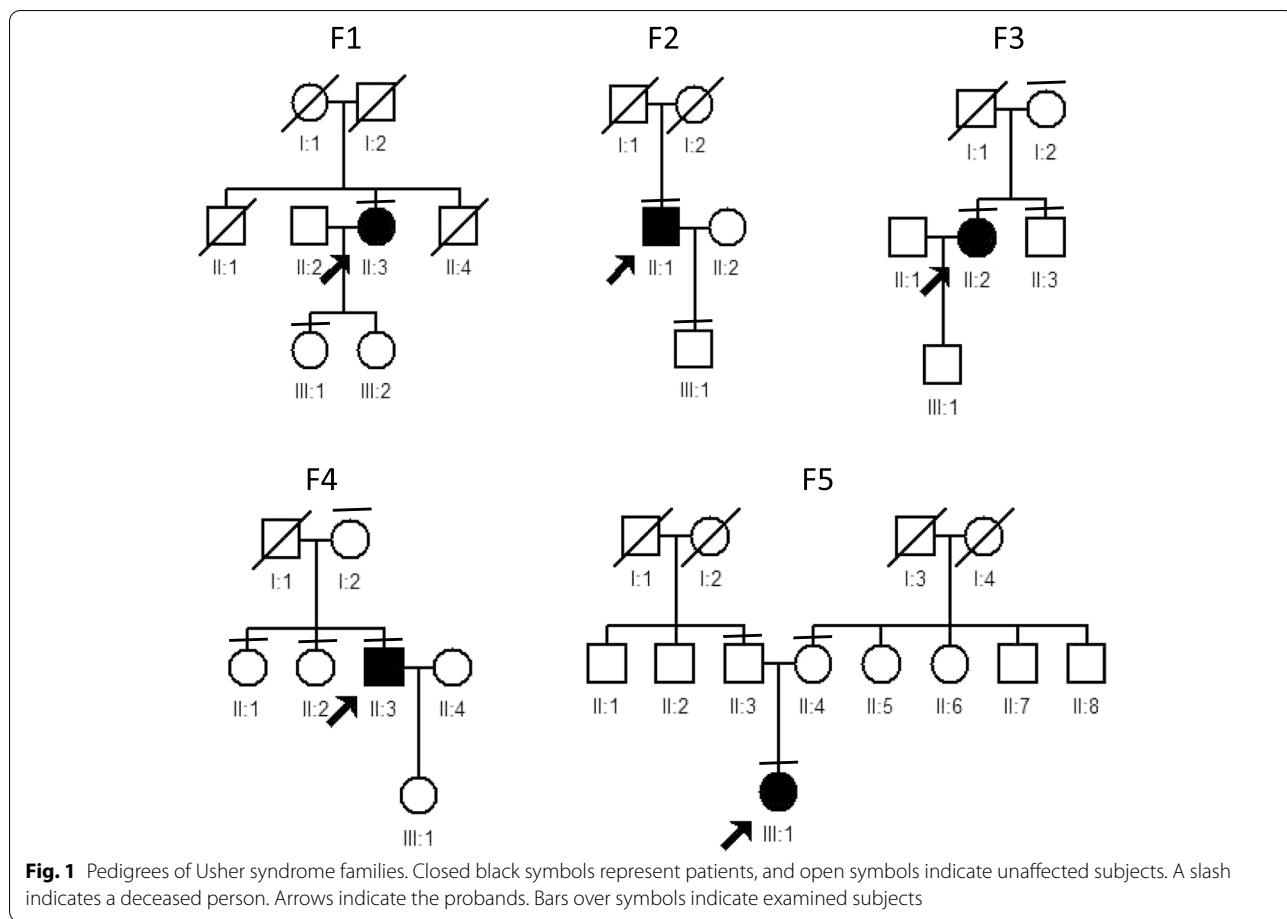 F1
F2
F3
I:1 I:2
I:1 I:2
I:1 I:2
II:1 II:2 II:3 II:4
II:1 II:2
II:1 II:2 II:3
III:1 III:2
III:1
III:1
F4
F5
I:1 I:2
I:1 I:2
I:3 I:4
II:1 II:2 II:3 II:4
II:1 II:2 II:3 II:4 II:5 II:6 II:7 II:8
III:1
III:1
Fig. 1 Pedigrees of Usher syndrome families. Closed black symbols represent patients, and open symbols indicate unaffected subjects. A slash
indicates a deceased person. Arrows indicate the probands. Bars over symbols indicate examined subjects